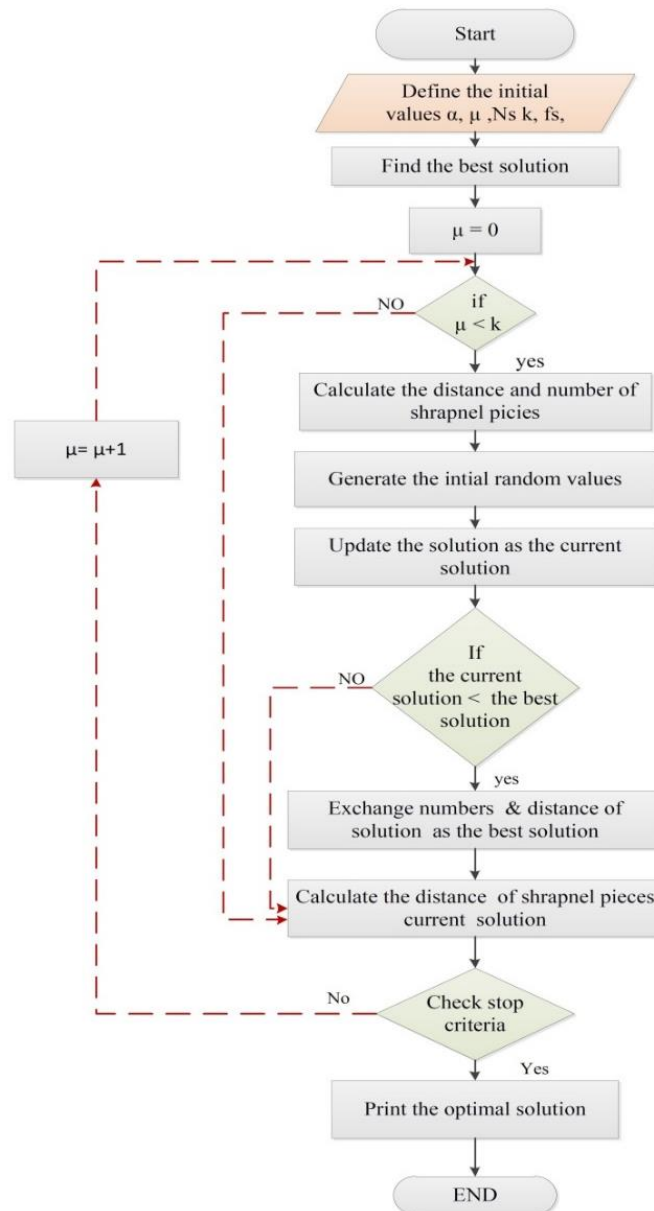 Start
Define the initial
values α, μ ,Ns k, fs,
Find the best solution
μ = 0
NO
if
μ < k
yes
Calculate the distance and number of
shrapnel picies
μ= μ+1
Generate the intial random values
Update the solution as the current
solution
NO
If
the current
solution < the best
solution
yes
Exchange numbers & distance of
solution as the best solution
Calculate the distance of shrapnel pieces
current solution
No
Check stop
criteria
Yes
Print the optimal solution
END